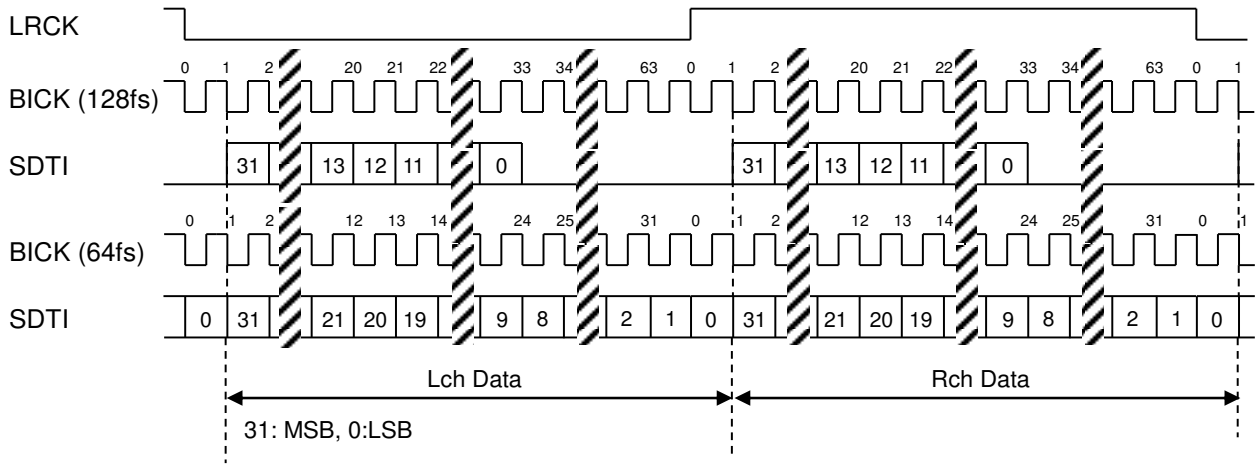 LRCK
0 1 2 20 21 22 33 34 63 0 1 2 20 21 22 33 34 63 0 1
BICK (128fs)
SDTI 31 13 12 11 0 31 13 12 11 0
0 1 2 12 13 14 24 25 31 0 1 2 12 13 14 24 25 31 0 1
BICK (64fs)
SDTI 0 31 21 20 19 9 8 2 1 0 31 21 20 19 9 8 2 1 0
Lch Data Rch Data
31: MSB, 0:LSB